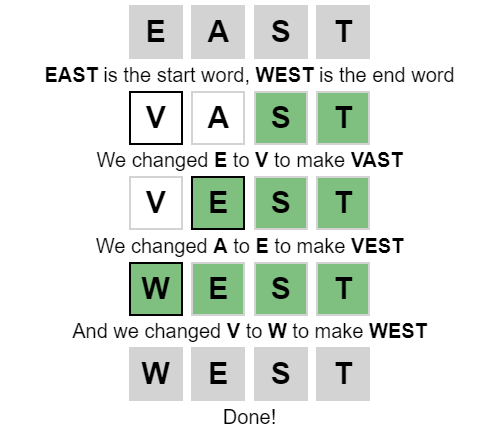 E A S T
EAST is the start word, WEST is the end word
V A S T
We changed E to V to make VAST
V E S T
We changed A to E to make VEST
W E S T
And we changed V to W to make WEST
W E S T
Done!